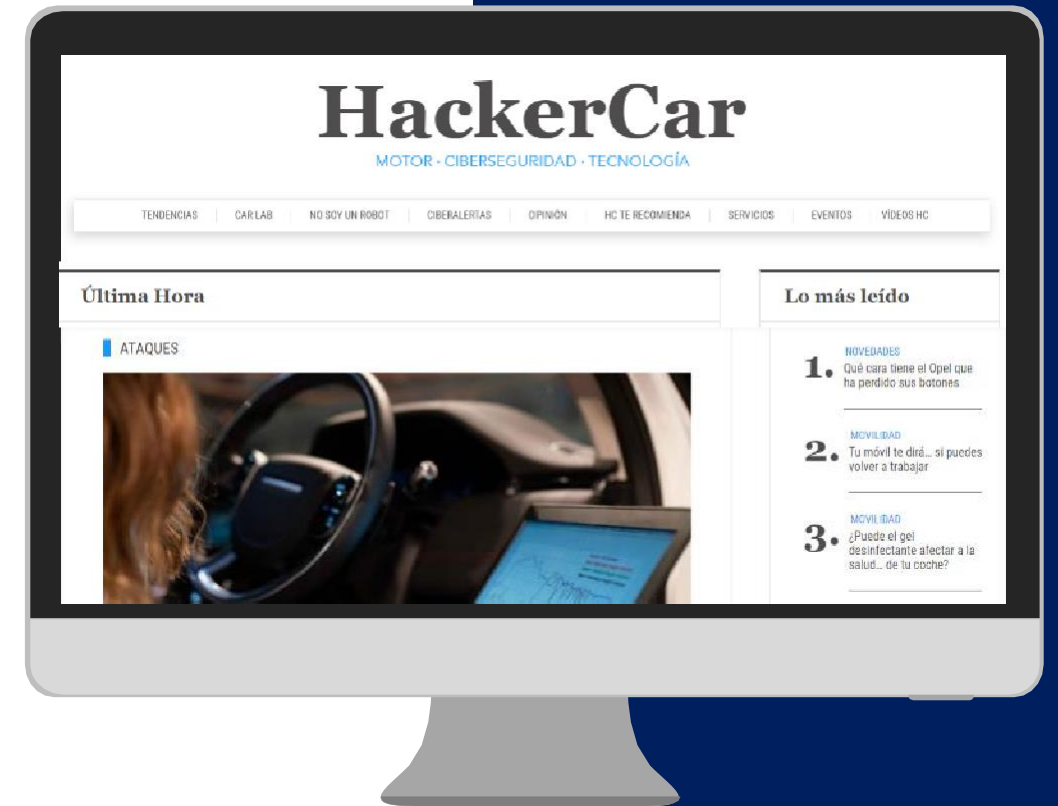 HackerCar
MOTOR · CIBERSEGURIDAD · TECNOLOGÍA
TENDENCIAS
CAR LAB
NO SOY UN ROBOT
CIBERALERTAS
OPINIÓN
HC TE RECOMIENDA
SERVICIOS
EVENTOS
VÍDEOS HC
Última Hora
ATAQUES
Lo más leído
1.
NOVEDADES
Qué cara tiene el Opel que
ha perdido sus botones
2.
MOVILIDAD
Tu móvil te dirá... si puedes
volver a trabajar
3.
MOVILIDAD
¿Puede el gel
desinfectante afectar a la
salud... de tu coche?